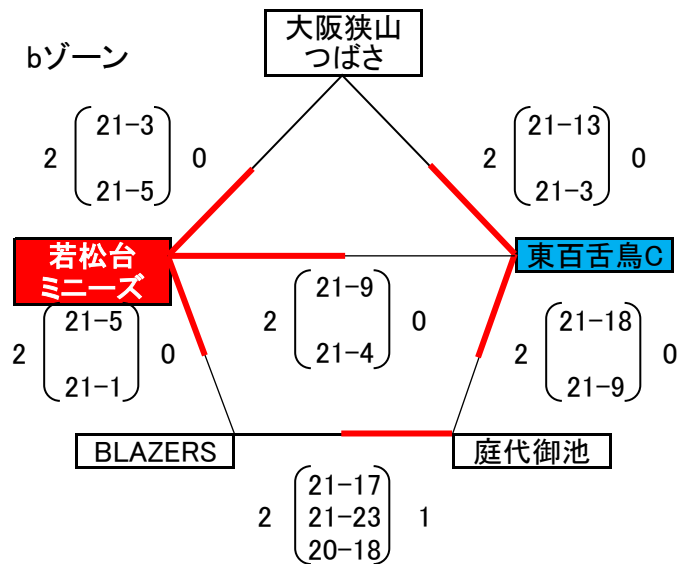 bゾーン
大阪狭山
つばさ
2 21-3 0
21-5
2 21-13 0
21-3
若松台
ミニーズ
東百舌鳥C
2 21-9 0
21-4
2 21-5 0
21-1
2 21-18 0
21-9
BLAZERS
庭代御池
21-17
2 21-23 1
20-18